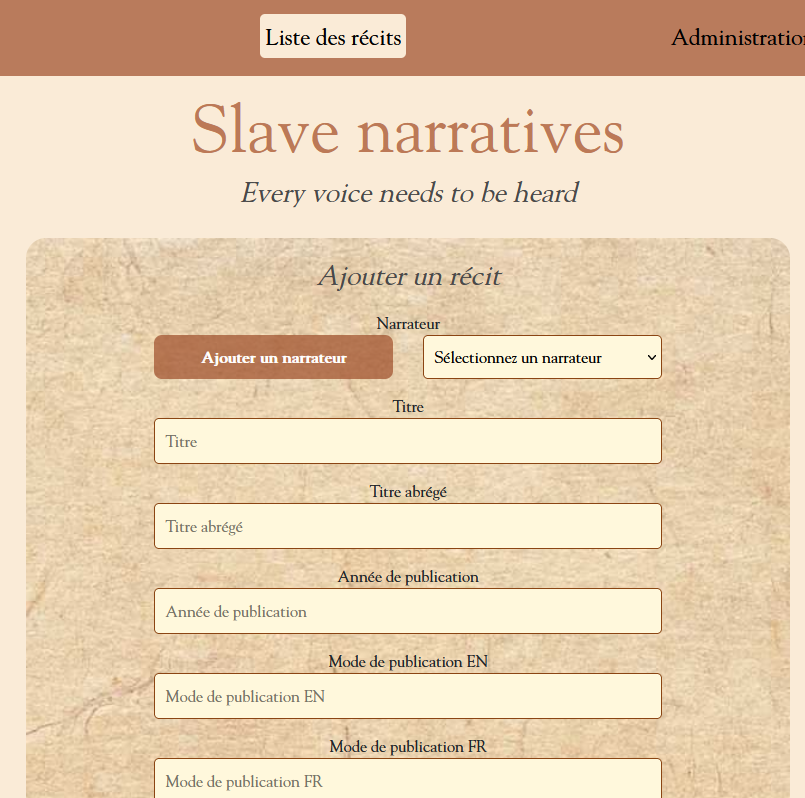 Liste des récits
Administration
Slave narratives
Every voice needs to be heard
Ajouter un récit
Narrateur
Ajouter un narrateur
Sélectionnez un narrateur
Titre
Titre
Titre abrégé
Titre abrégé
Année de publication
Année de publication
Mode de publication EN
Mode de publication EN
Mode de publication FR
Mode de publication FR